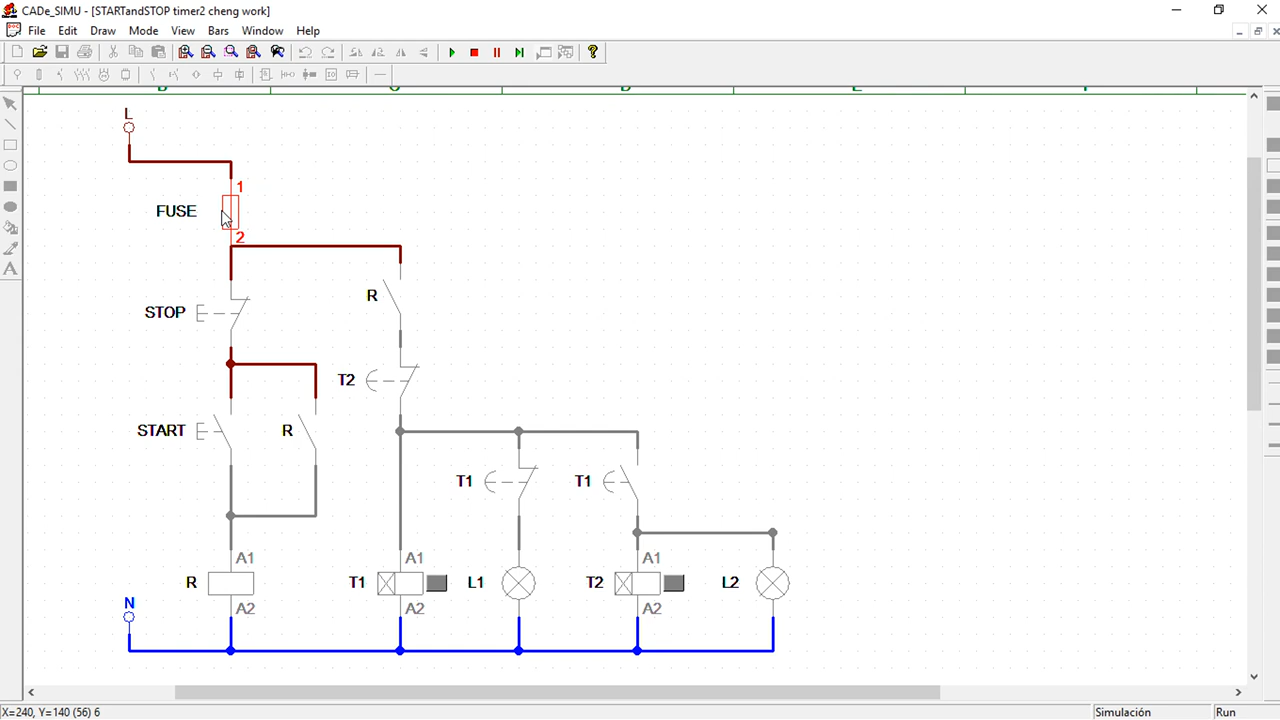 CADe_SIMU - [STARTandSTOP timer2 cheng work]
File Edit Draw Mode View Bars Window Help
L
1
FUSE
2
R
STOP
T2
START
R
T1
T1
A1
A1
A1
R
T1
L1
T2
L2
A2
A2
A2
N
X=240, Y=140 (56) 6
Simulación
Run